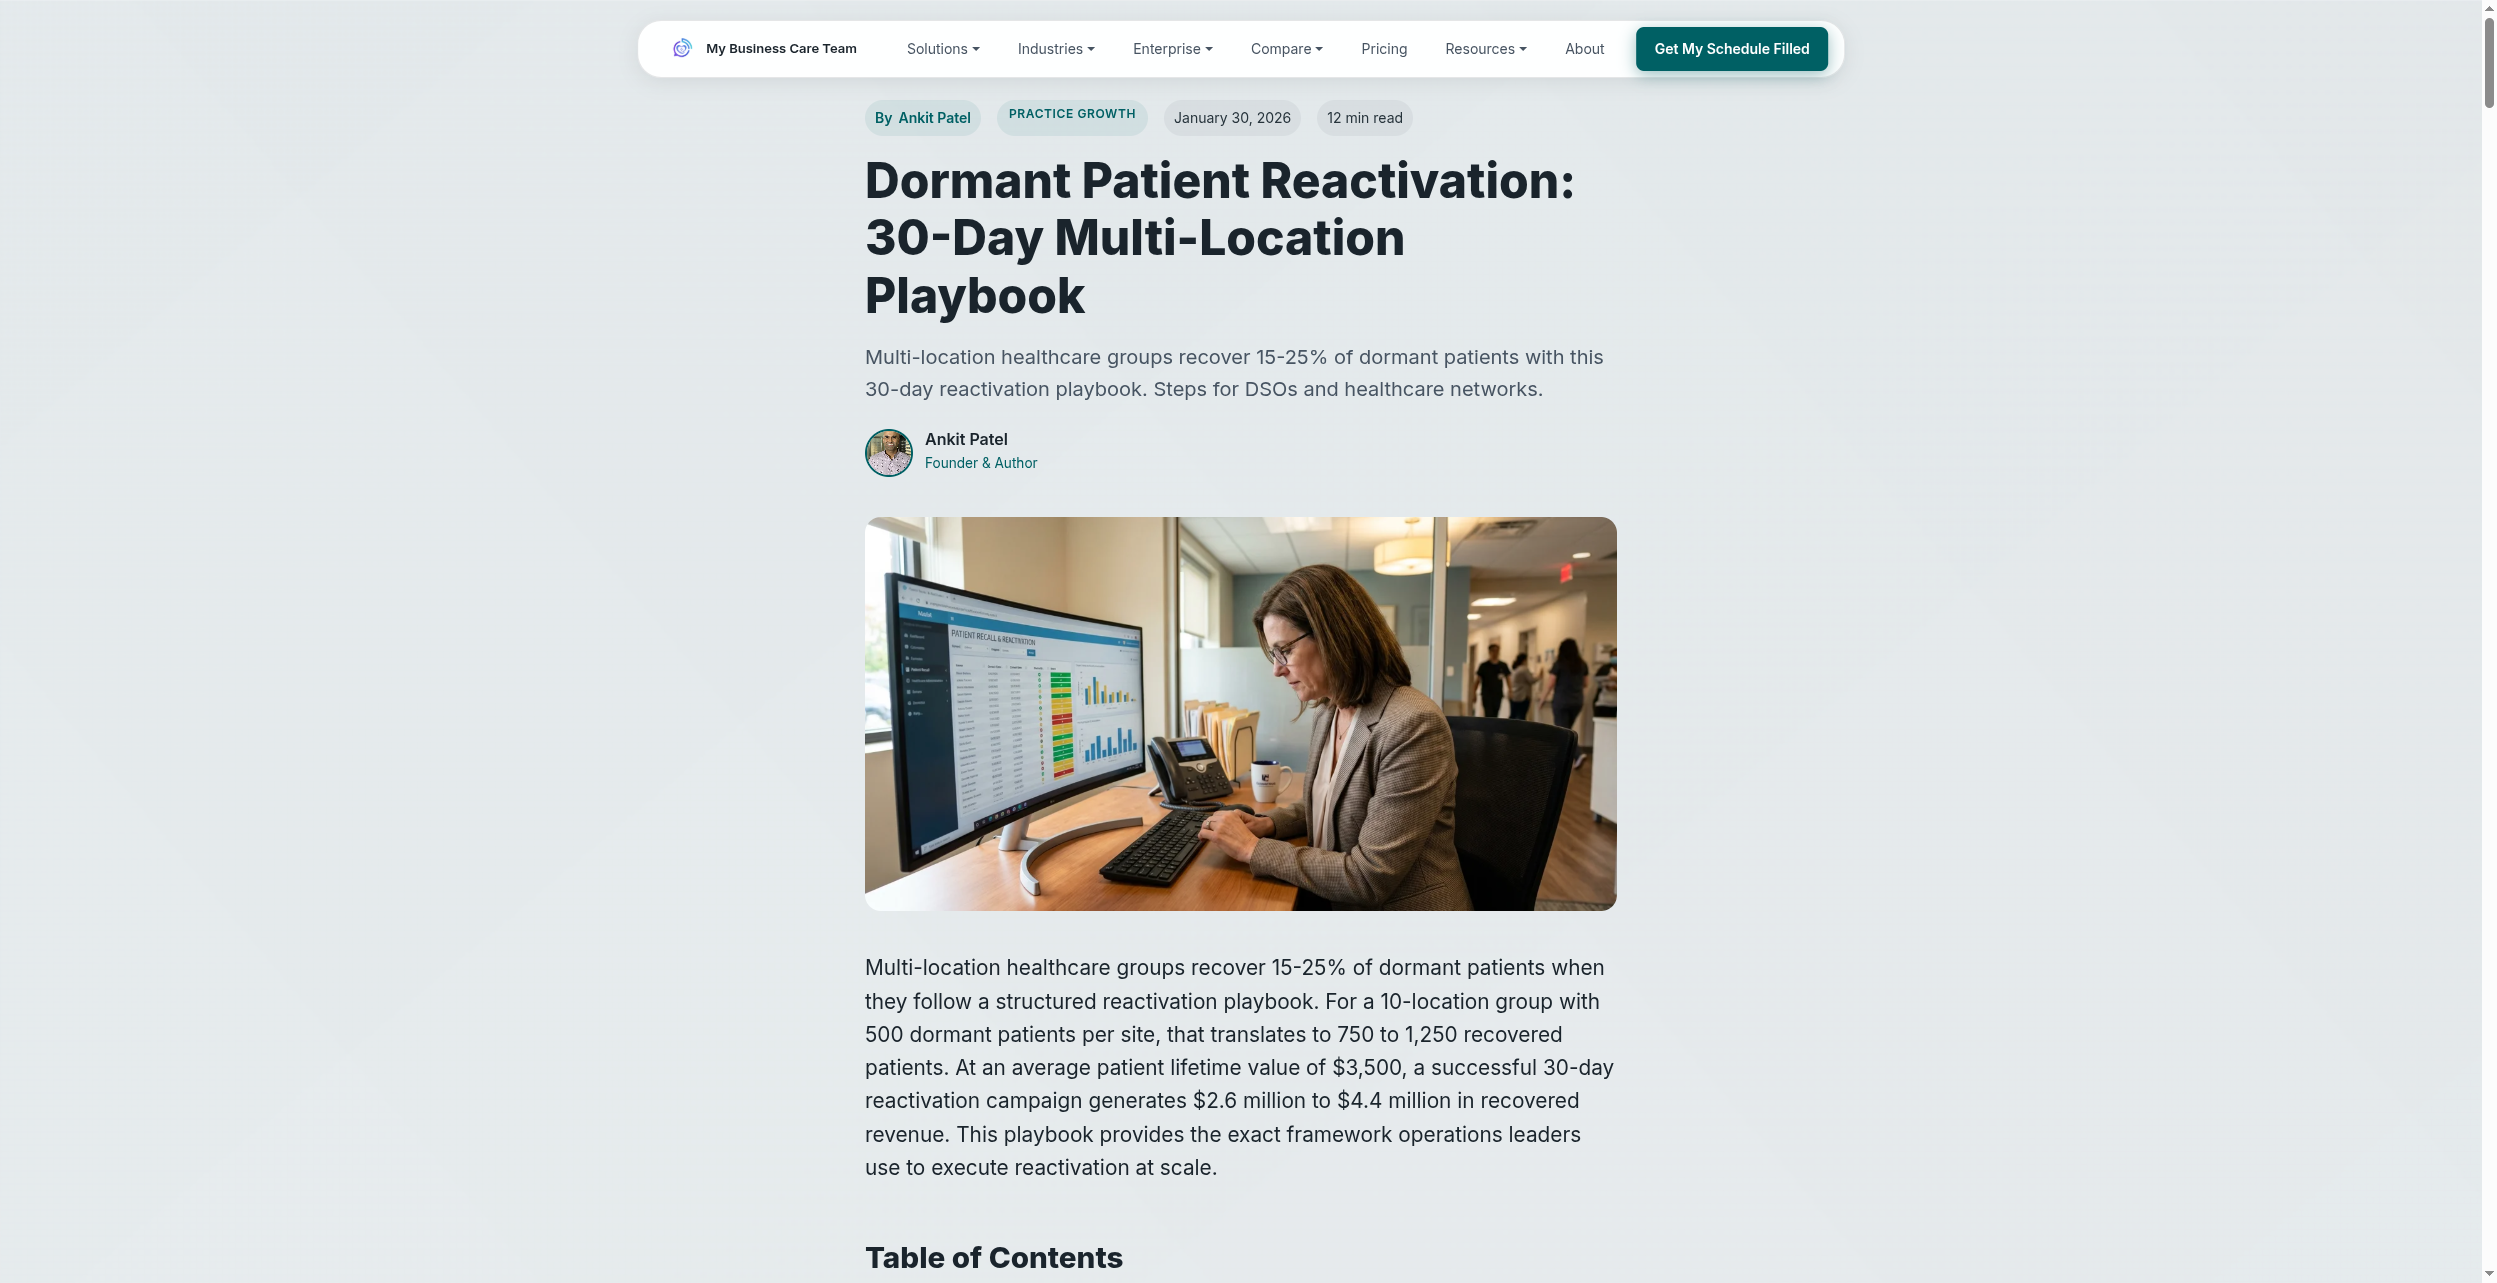 My Business Care Team Solutions Industries Enterprise Compare Pricing Resources About Get My Schedule Filled
By Ankit Patel PRACTICE GROWTH January 30, 2026 12 min read
Dormant Patient Reactivation:
30-Day Multi-Location
Playbook
Multi-location healthcare groups recover 15-25% of dormant patients with this
30-day reactivation playbook. Steps for DSOs and healthcare networks.
Ankit Patel
Founder & Author
PATIENT RECALL & REACTIVATION
Multi-location healthcare groups recover 15-25% of dormant patients when
they follow a structured reactivation playbook. For a 10-location group with
500 dormant patients per site, that translates to 750 to 1,250 recovered
patients. At an average patient lifetime value of $3,500, a successful 30-day
reactivation campaign generates $2.6 million to $4.4 million in recovered
revenue. This playbook provides the exact framework operations leaders
use to execute reactivation at scale.
Table of Contents